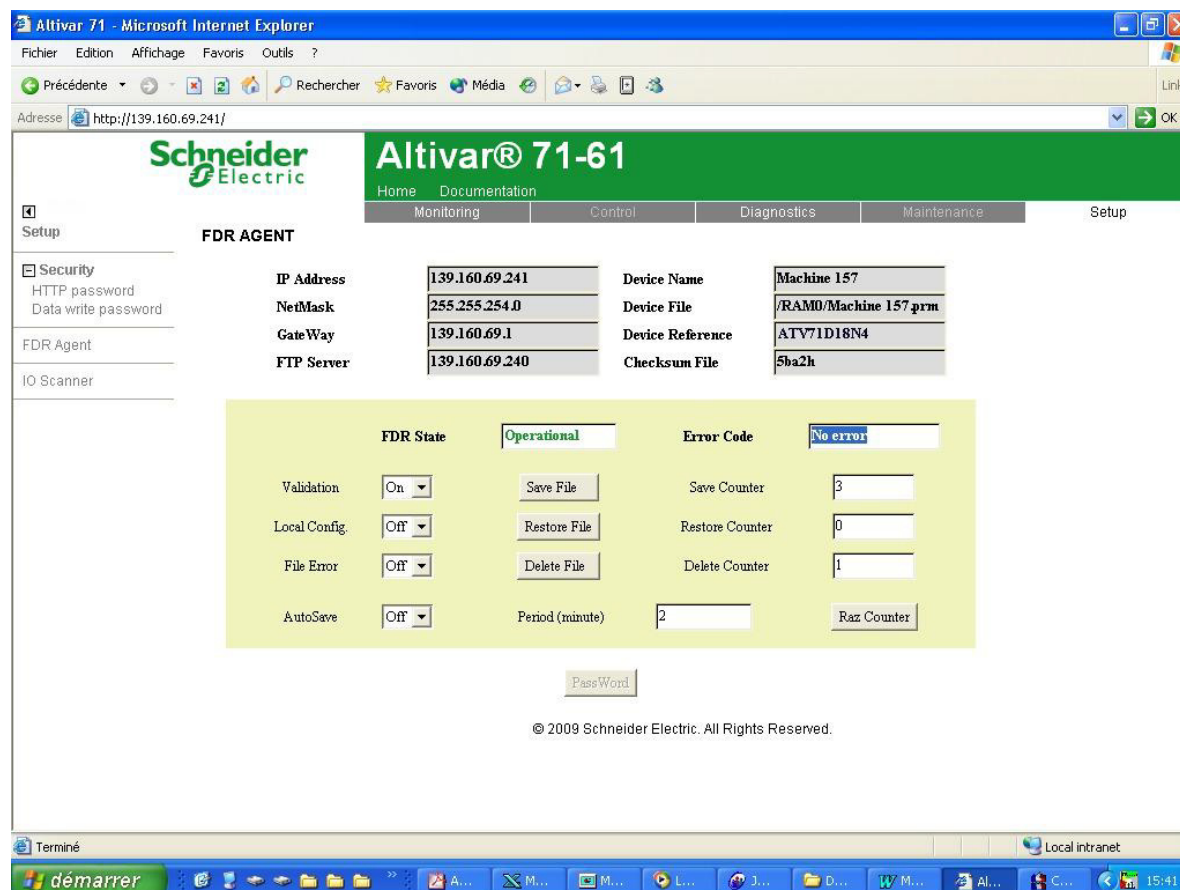 Altivar 71 - Microsoft Internet Explorer
Fichier Edition Affichage Favoris Outils ?
Précédente Rechercher Favoris Média
Adresse http://139.160.69.241/ OK
Schneider Electric
Altivar® 71-61
Home Documentation
Monitoring Control Diagnostics Maintenance Setup
Setup
Security
HTTP password
Data write password
FDR Agent
IO Scanner
FDR AGENT
IP Address 139.160.69.241 Device Name Machine 157
NetMask 255.255.254.0 Device File /RAM0/Machine 157.prm
GateWay 139.160.69.1 Device Reference ATV71D18N4
FTP Server 139.160.69.240 Checksum File 5ba2h
FDR State Operational Error Code No error
Validation On Save File Save Counter 3
Local Config. Off Restore File Restore Counter 0
File Error Off Delete File Delete Counter 1
AutoSave Off Period (minute) 2 Raz Counter
PassWord
© 2009 Schneider Electric. All Rights Reserved.
Terminé Local intranet
démarrer A... M... M... L... J... D... M... Al... C... 15:41